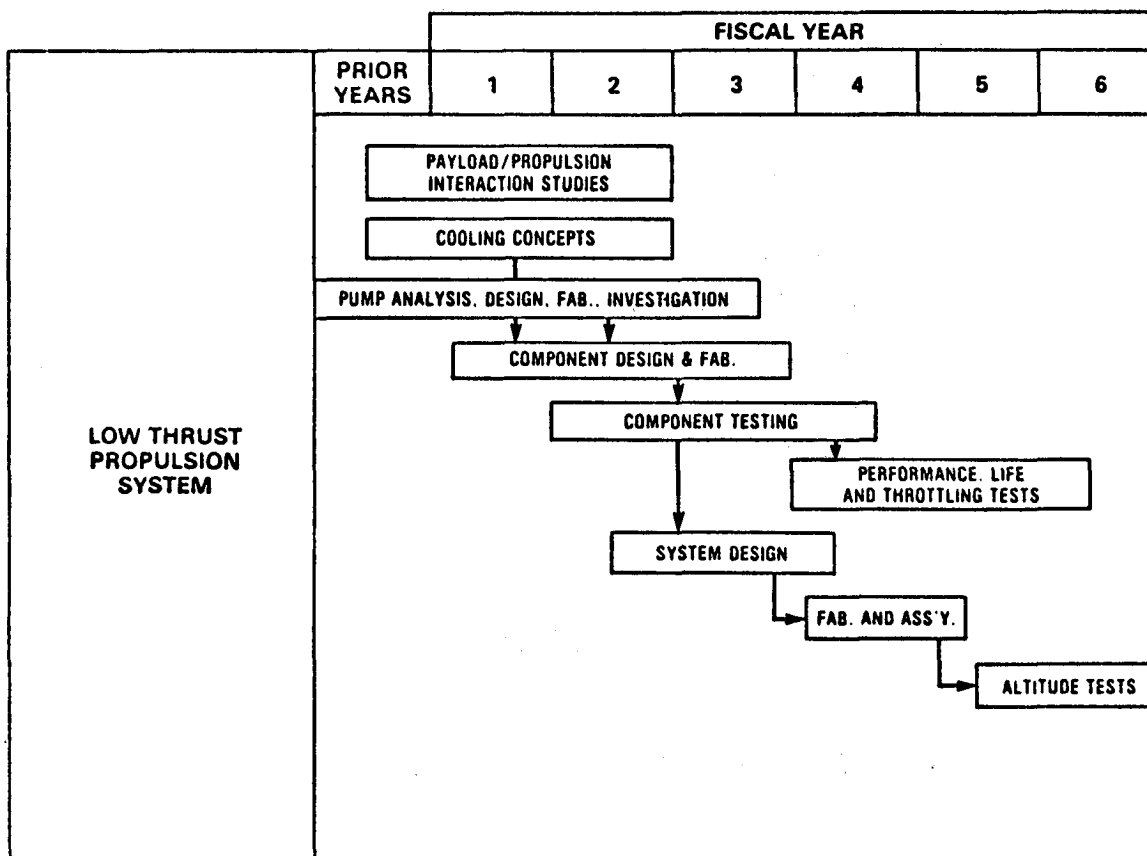 FISCAL YEAR
PRIOR
YEARS
1
2
3
4
5
6
PAYLOAD/PROPULSION
INTERACTION STUDIES
COOLING CONCEPTS
PUMP ANALYSIS, DESIGN, FAB., INVESTIGATION
COMPONENT DESIGN & FAB.
COMPONENT TESTING
LOW THRUST
PROPULSION
SYSTEM
PERFORMANCE, LIFE
AND THROTTLING TESTS
SYSTEM DESIGN
FAB. AND ASS'Y.
ALTITUDE TESTS